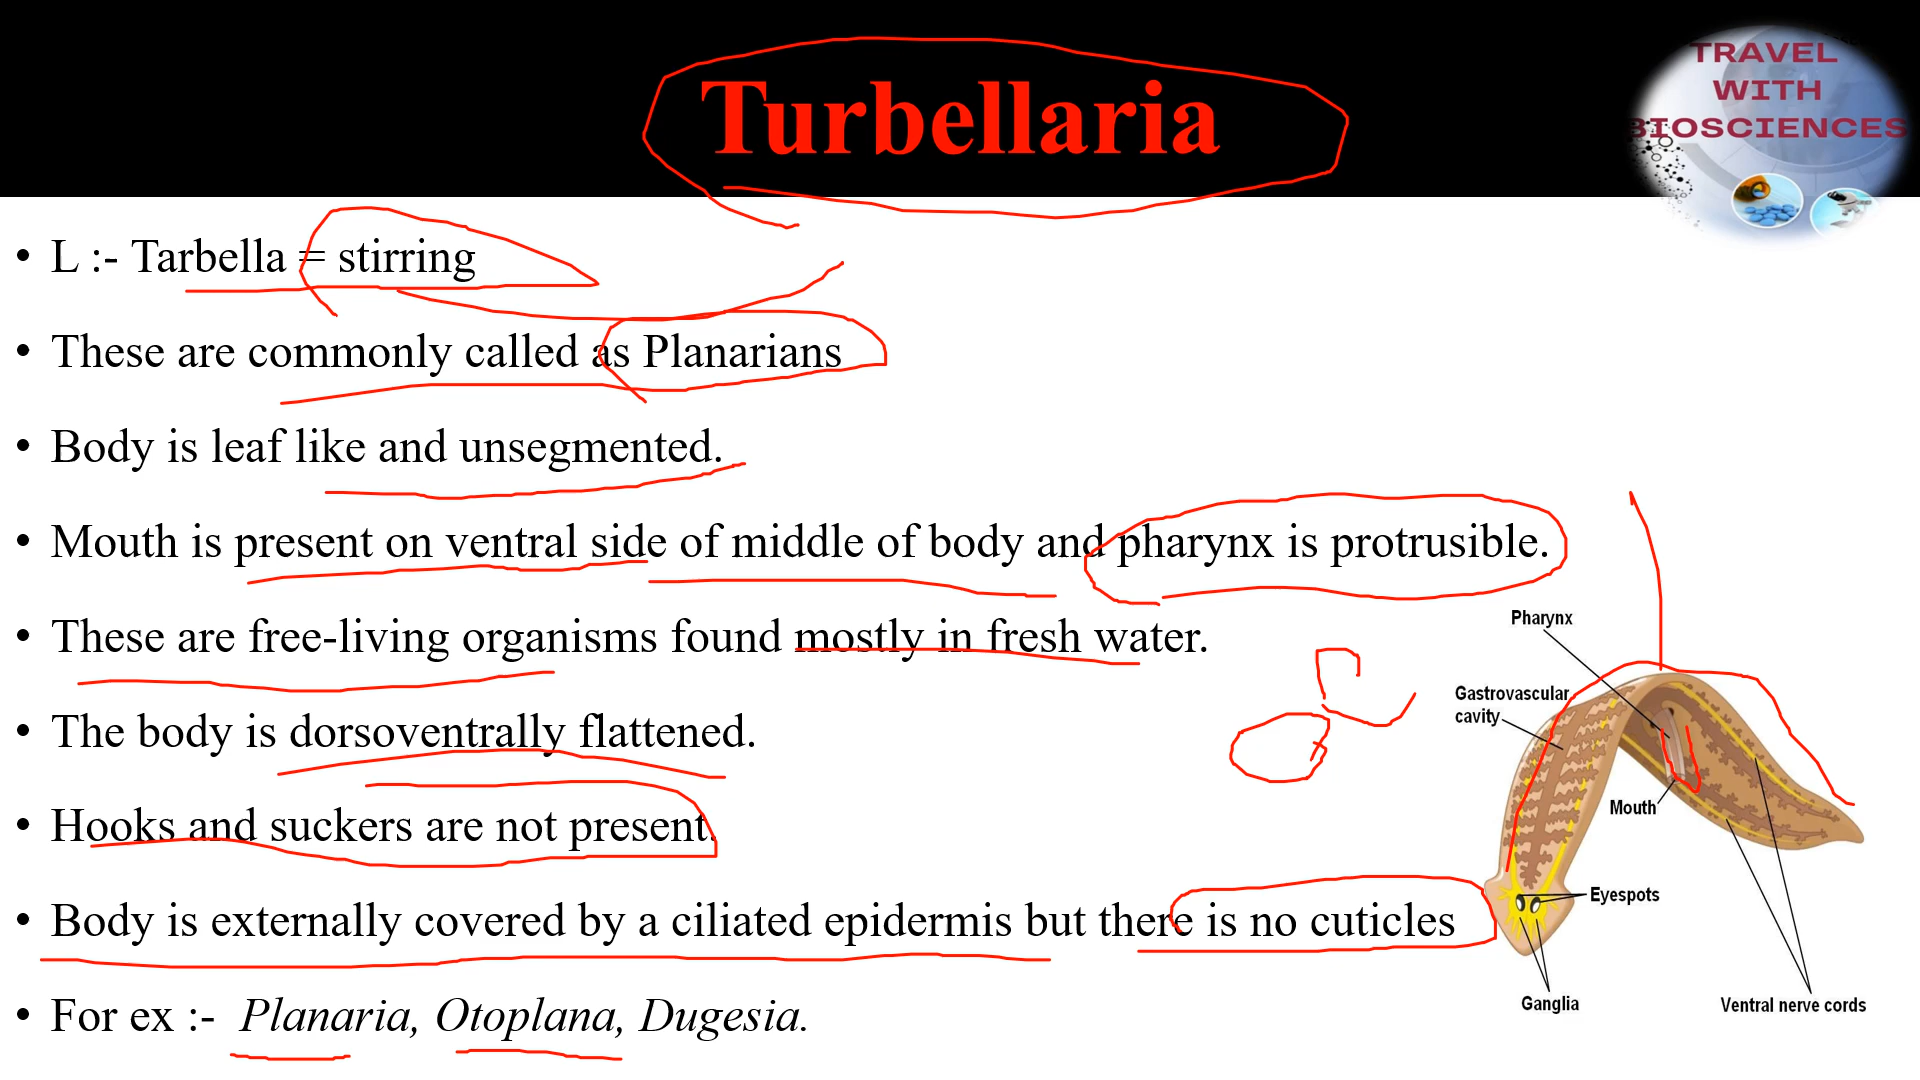 Turbellaria
TRAVEL
WITH
BIOSCIENCES
• L :- Tarbella = stirring
• These are commonly called as Planarians
• Body is leaf like and unsegmented.
• Mouth is present on ventral side of middle of body and pharynx is protrusible.
• These are free-living organisms found mostly in fresh water.
• The body is dorsoventrally flattened.
• Hooks and suckers are not present.
• Body is externally covered by a ciliated epidermis but there is no cuticles
• For ex :- Planaria, Otoplana, Dugesia.
Pharynx
Gastrovascular
cavity
Mouth
Eyespots
Ganglia
Ventral nerve cords